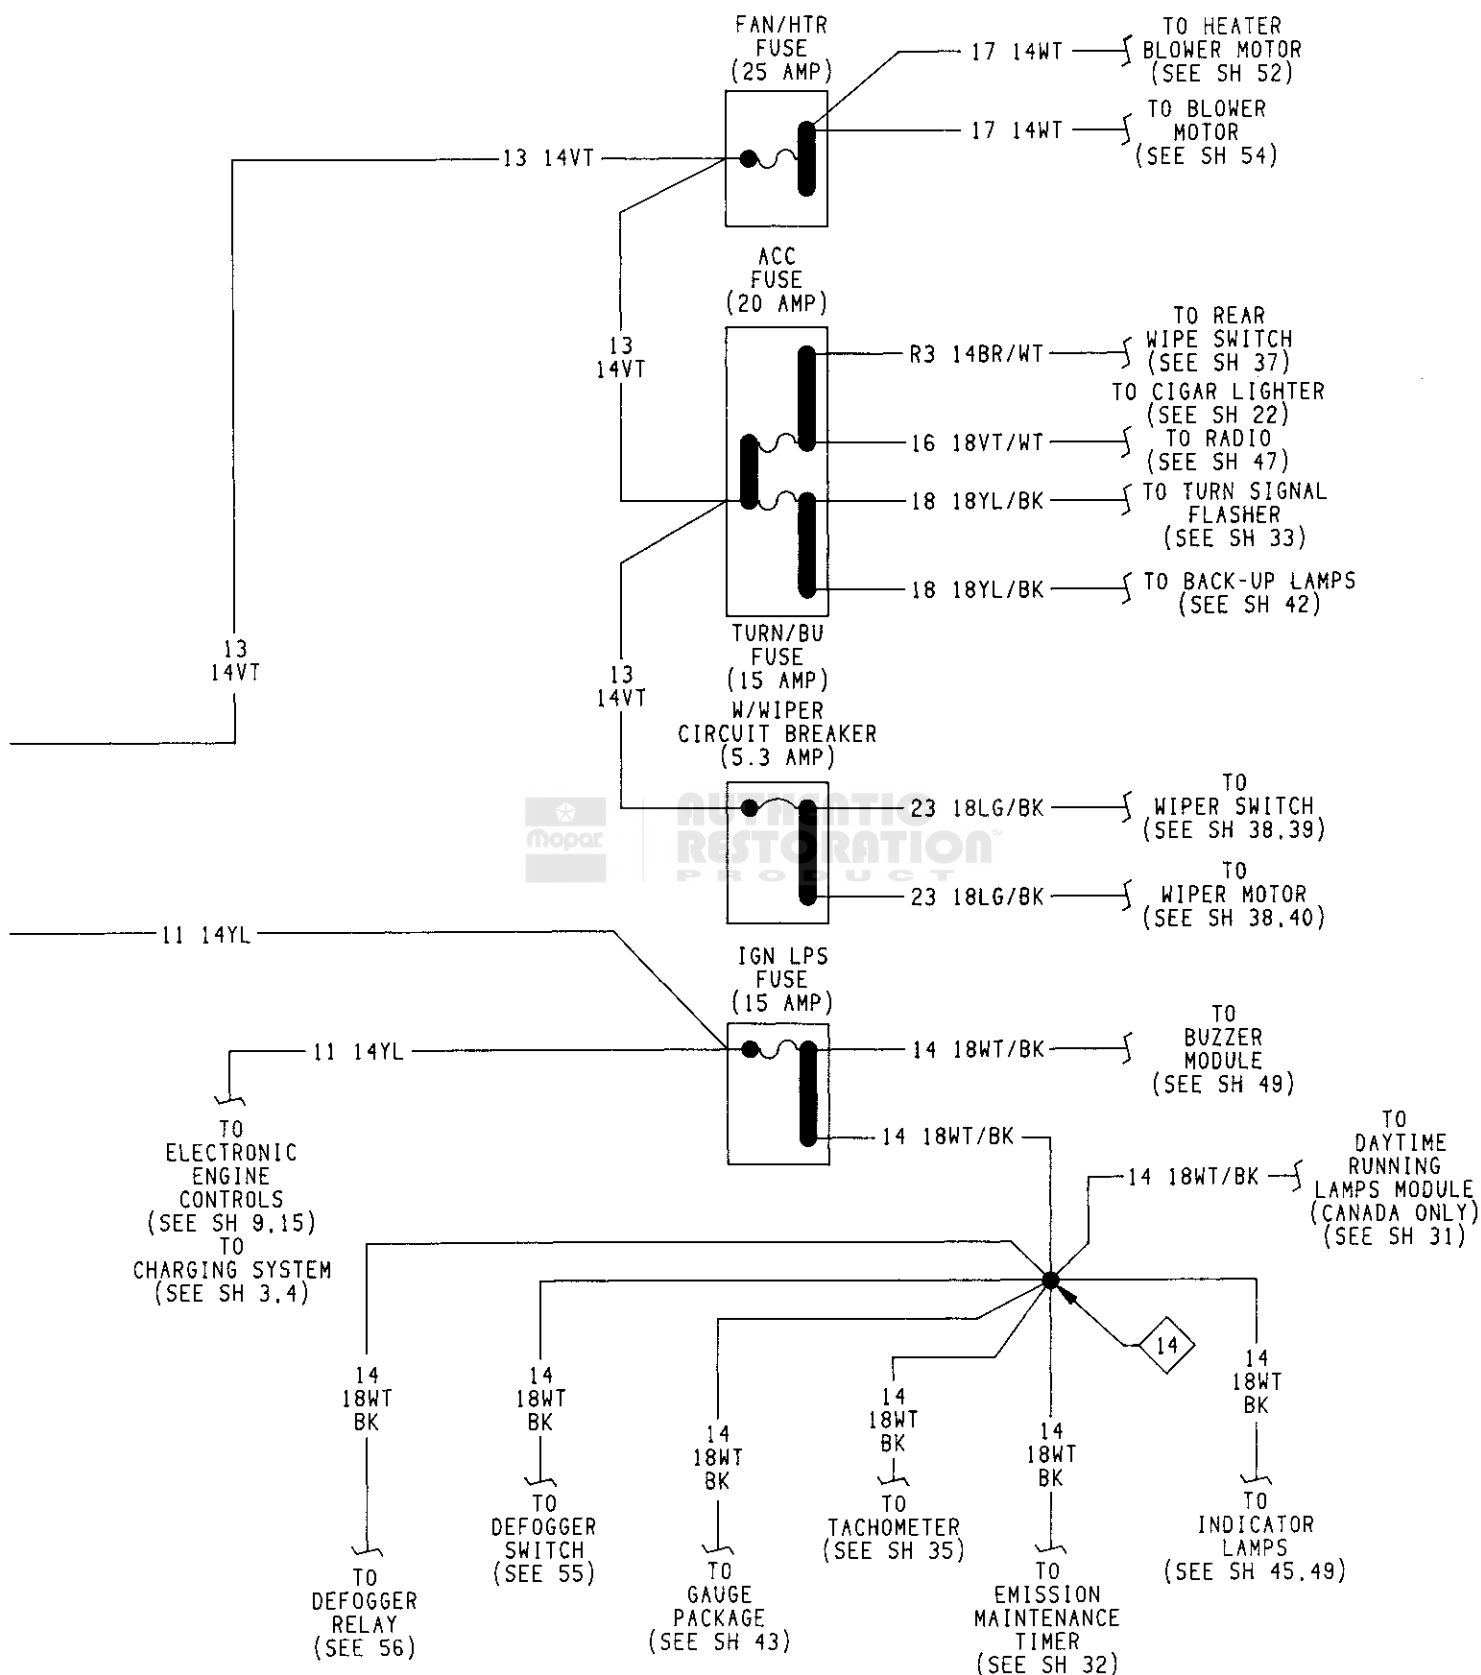 FAN/HTR
FUSE
(25 AMP)
17 14WT
TO HEATER
BLOWER MOTOR
(SEE SH 52)
17 14WT
TO BLOWER
MOTOR
(SEE SH 54)
13 14VT
ACC
FUSE
(20 AMP)
13
14VT
R3 14BR/WT
TO REAR
WIPE SWITCH
(SEE SH 37)
TO CIGAR LIGHTER
(SEE SH 22)
16 18VT/WT
TO RADIO
(SEE SH 47)
18 18YL/BK
TO TURN SIGNAL
FLASHER
(SEE SH 33)
18 18YL/BK
TO BACK-UP LAMPS
(SEE SH 42)
TURN/BU
FUSE
(15 AMP)
13
14VT
13
14VT
W/WIPER
CIRCUIT BREAKER
(5.3 AMP)
23 18LG/BK
TO
WIPER SWITCH
(SEE SH 38,39)
Mopar
AUTHENTIC
RESTORATION™
PRODUCT
23 18LG/BK
TO
WIPER MOTOR
(SEE SH 38,40)
11 14YL
IGN LPS
FUSE
(15 AMP)
11 14YL
14 18WT/BK
TO
BUZZER
MODULE
(SEE SH 49)
TO
ELECTRONIC
ENGINE
CONTROLS
(SEE SH 9,15)
TO
CHARGING SYSTEM
(SEE SH 3,4)
14 18WT/BK
14 18WT/BK
TO
DAYTIME
RUNNING
LAMPS MODULE
(CANADA ONLY)
(SEE SH 31)
14
14
18WT
BK
TO
DEFOGGER
RELAY
(SEE 56)
14
18WT
BK
TO
DEFOGGER
SWITCH
(SEE 55)
14
18WT
BK
TO
GAUGE
PACKAGE
(SEE SH 43)
14
18WT
BK
TO
TACHOMETER
(SEE SH 35)
14
18WT
BK
TO
EMISSION
MAINTENANCE
TIMER
(SEE SH 32)
14
18WT
BK
TO
INDICATOR
LAMPS
(SEE SH 45,49)